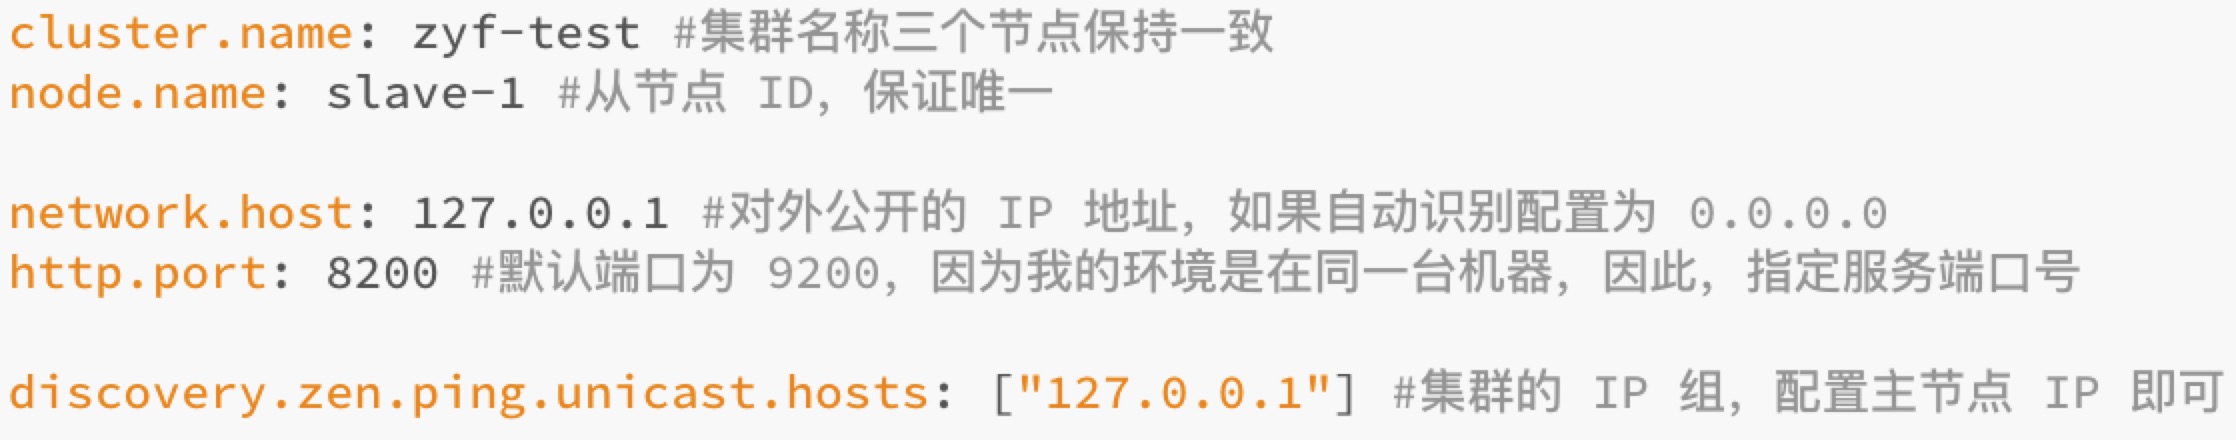 cluster.name: zyf-test #集群名称三个节点保持一致
node.name: slave-1 #从节点 ID，保证唯一
network.host: 127.0.0.1 #对外公开的 IP 地址，如果自动识别配置为 0.0.0.0
http.port: 8200 #默认端口为 9200，因为我的环境是在同一台机器，因此，指定服务端口号
discovery.zen.ping.unicast.hosts: ["127.0.0.1"] #集群的 IP 组，配置主节点 IP 即可